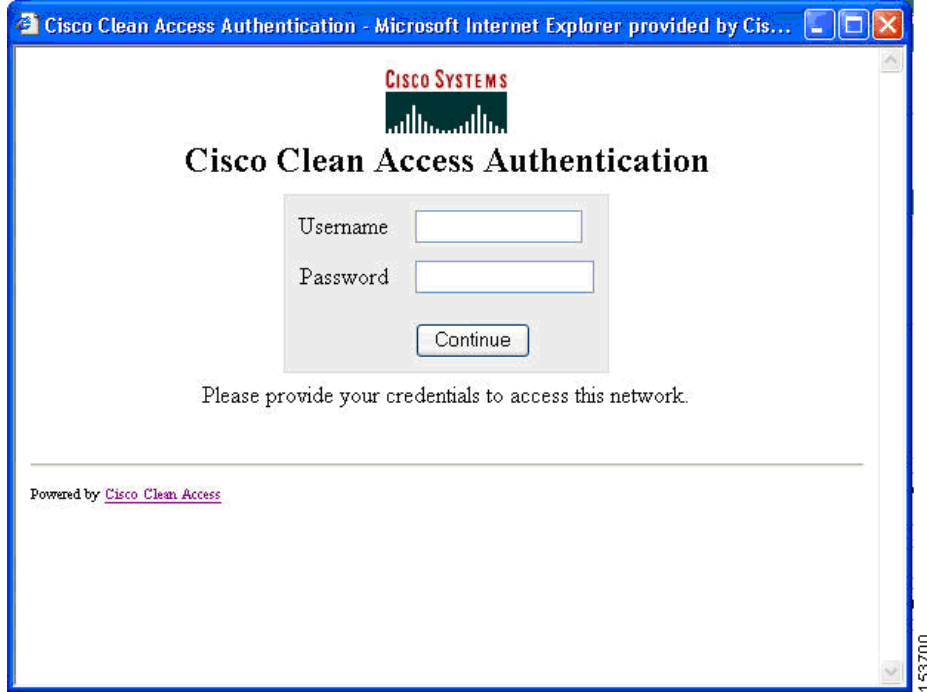 Cisco Clean Access Authentication - Microsoft Internet Explorer provided by Cis...
CISCO SYSTEMS
Cisco Clean Access Authentication
Username
Password
Continue
Please provide your credentials to access this network.
Powered by Cisco Clean Access
153700